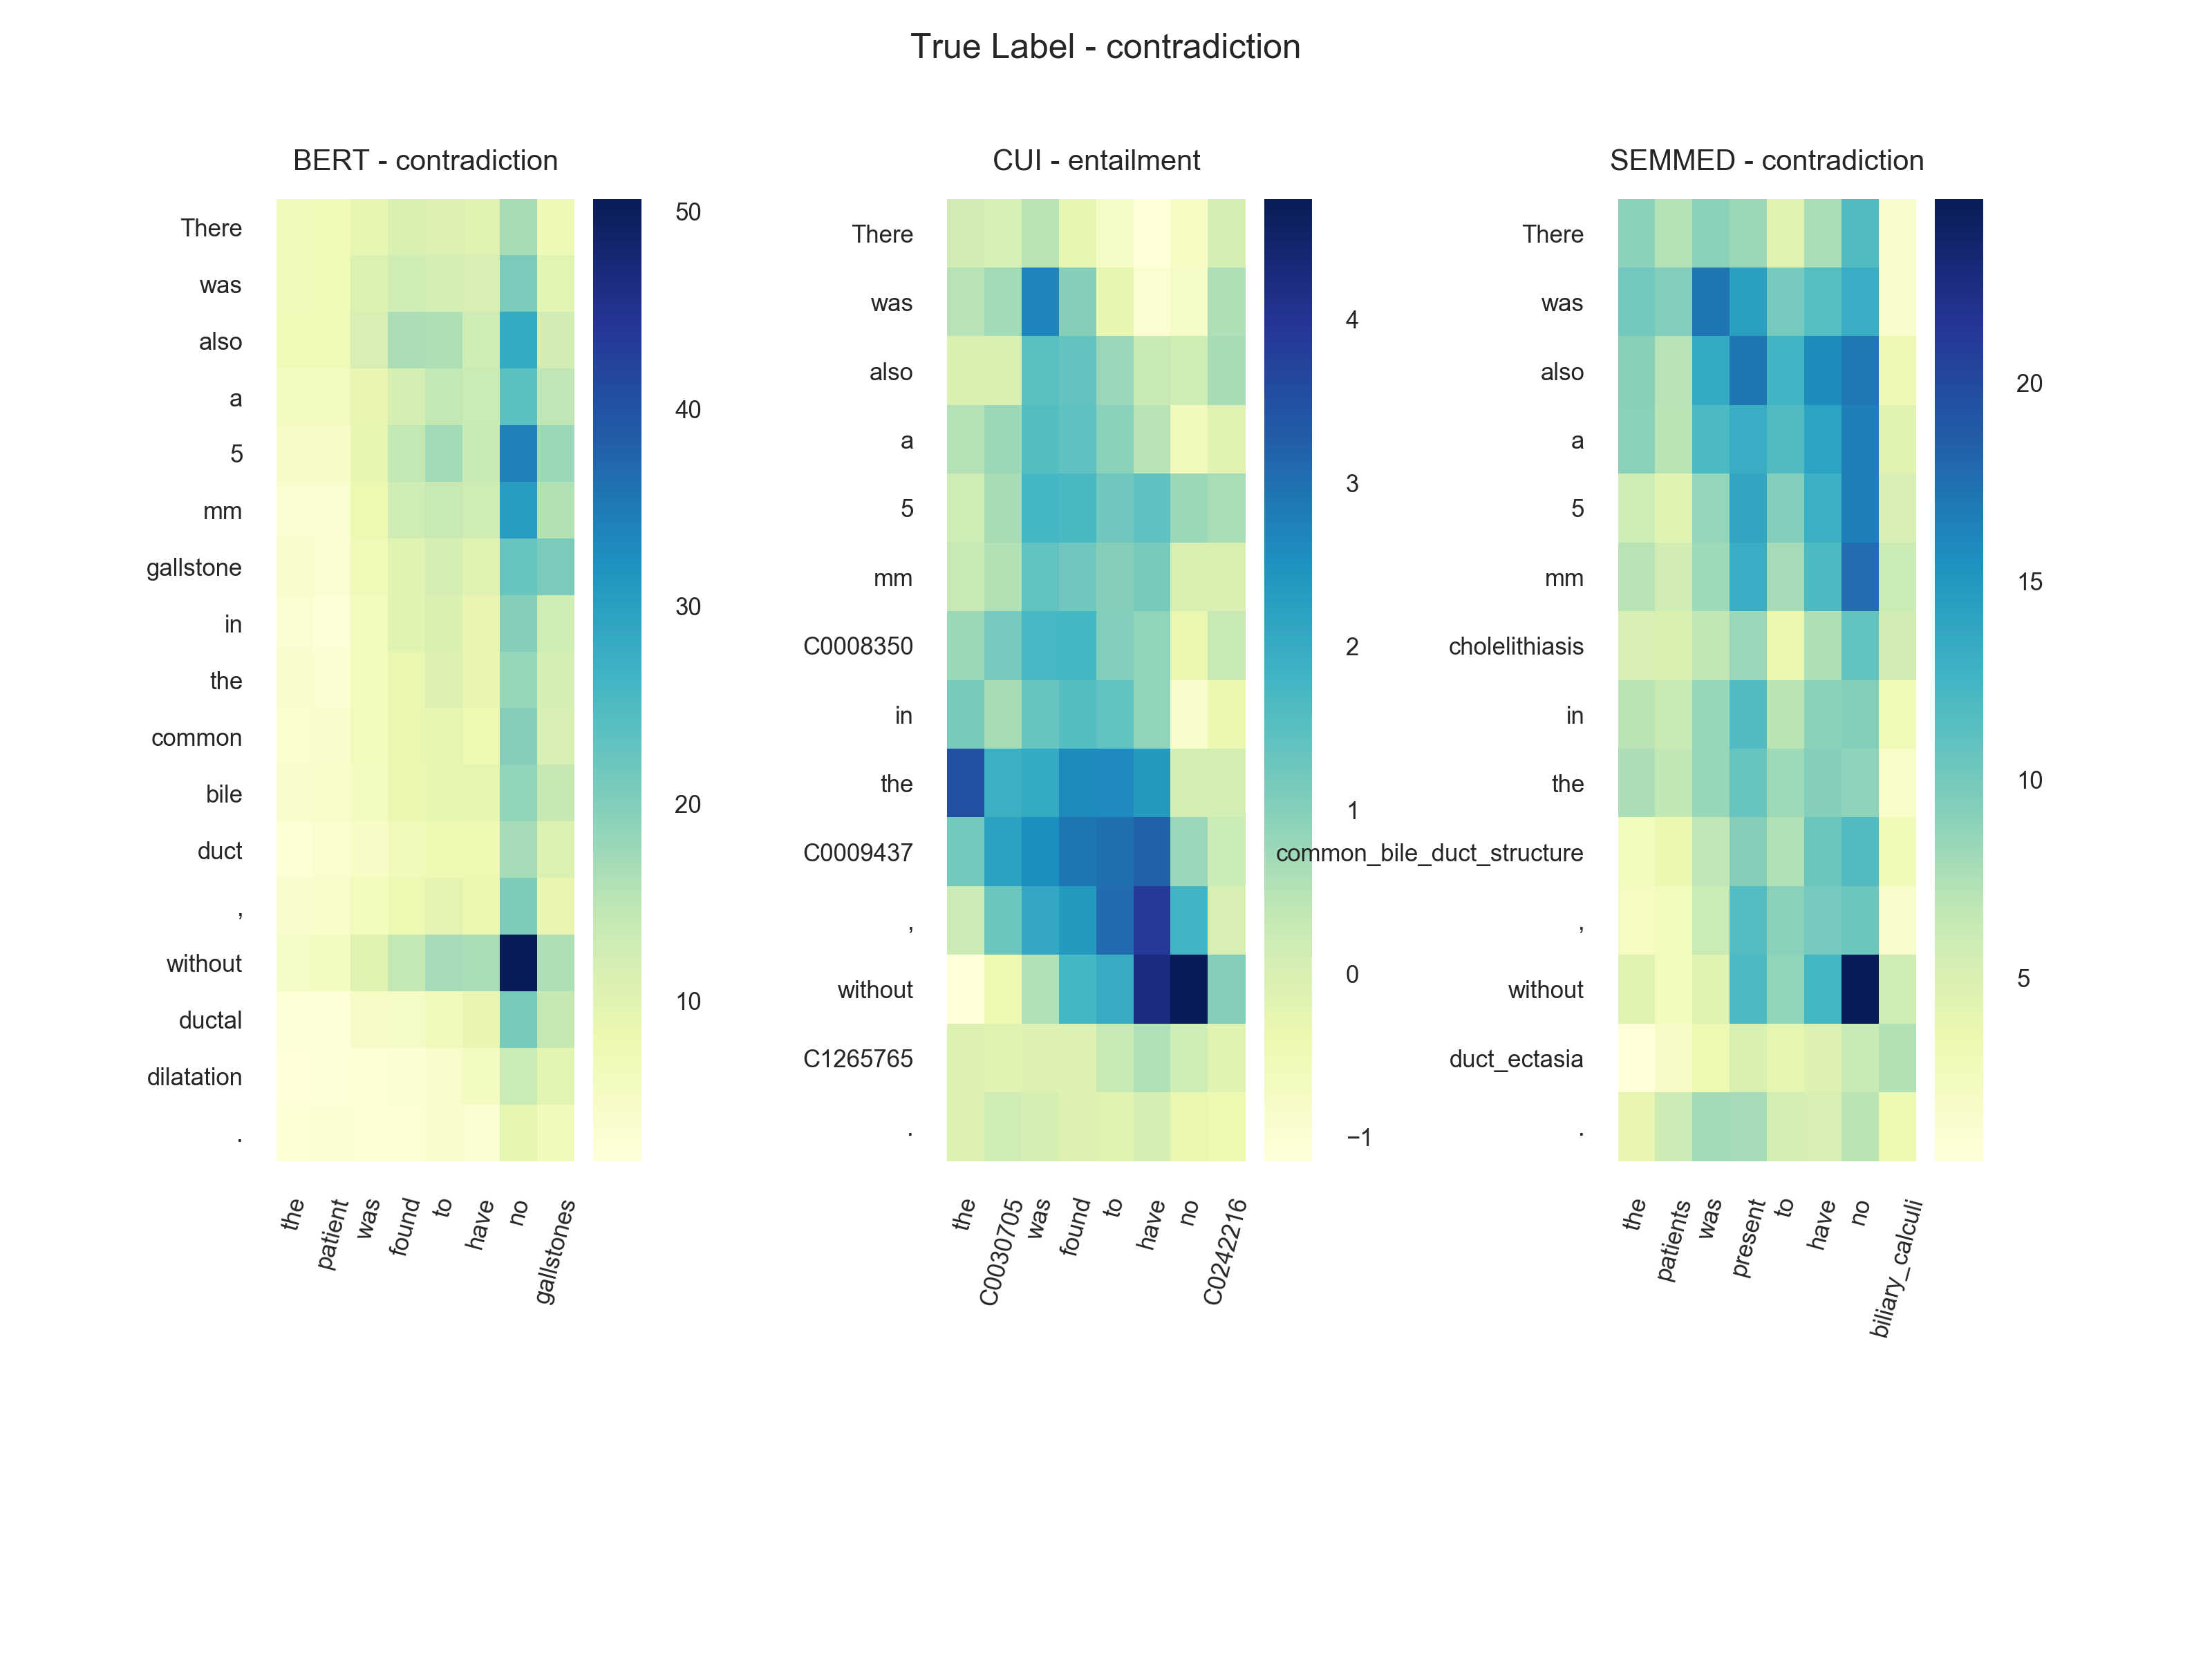 True Label - contradiction
BERT - contradiction
There
was
also
a
5
mm
gallstone
in
the
common
bile
duct
,
without
ductal
dilatation
.
the
patient
was
found
to
have
no
gallstones
50
40
30
20
10
CUI - entailment
There
was
also
a
5
mm
C0008350
in
the
C0009437
,
without
C1265765
.
the
C0030705
was
found
to
have
no
C0242216
4
3
2
1
0
−1
SEMMED - contradiction
There
was
also
a
5
mm
cholelithiasis
in
the
common_bile_duct_structure
,
without
duct_ectasia
.
the
patients
was
present
to
have
no
biliary_calculi
20
15
10
5